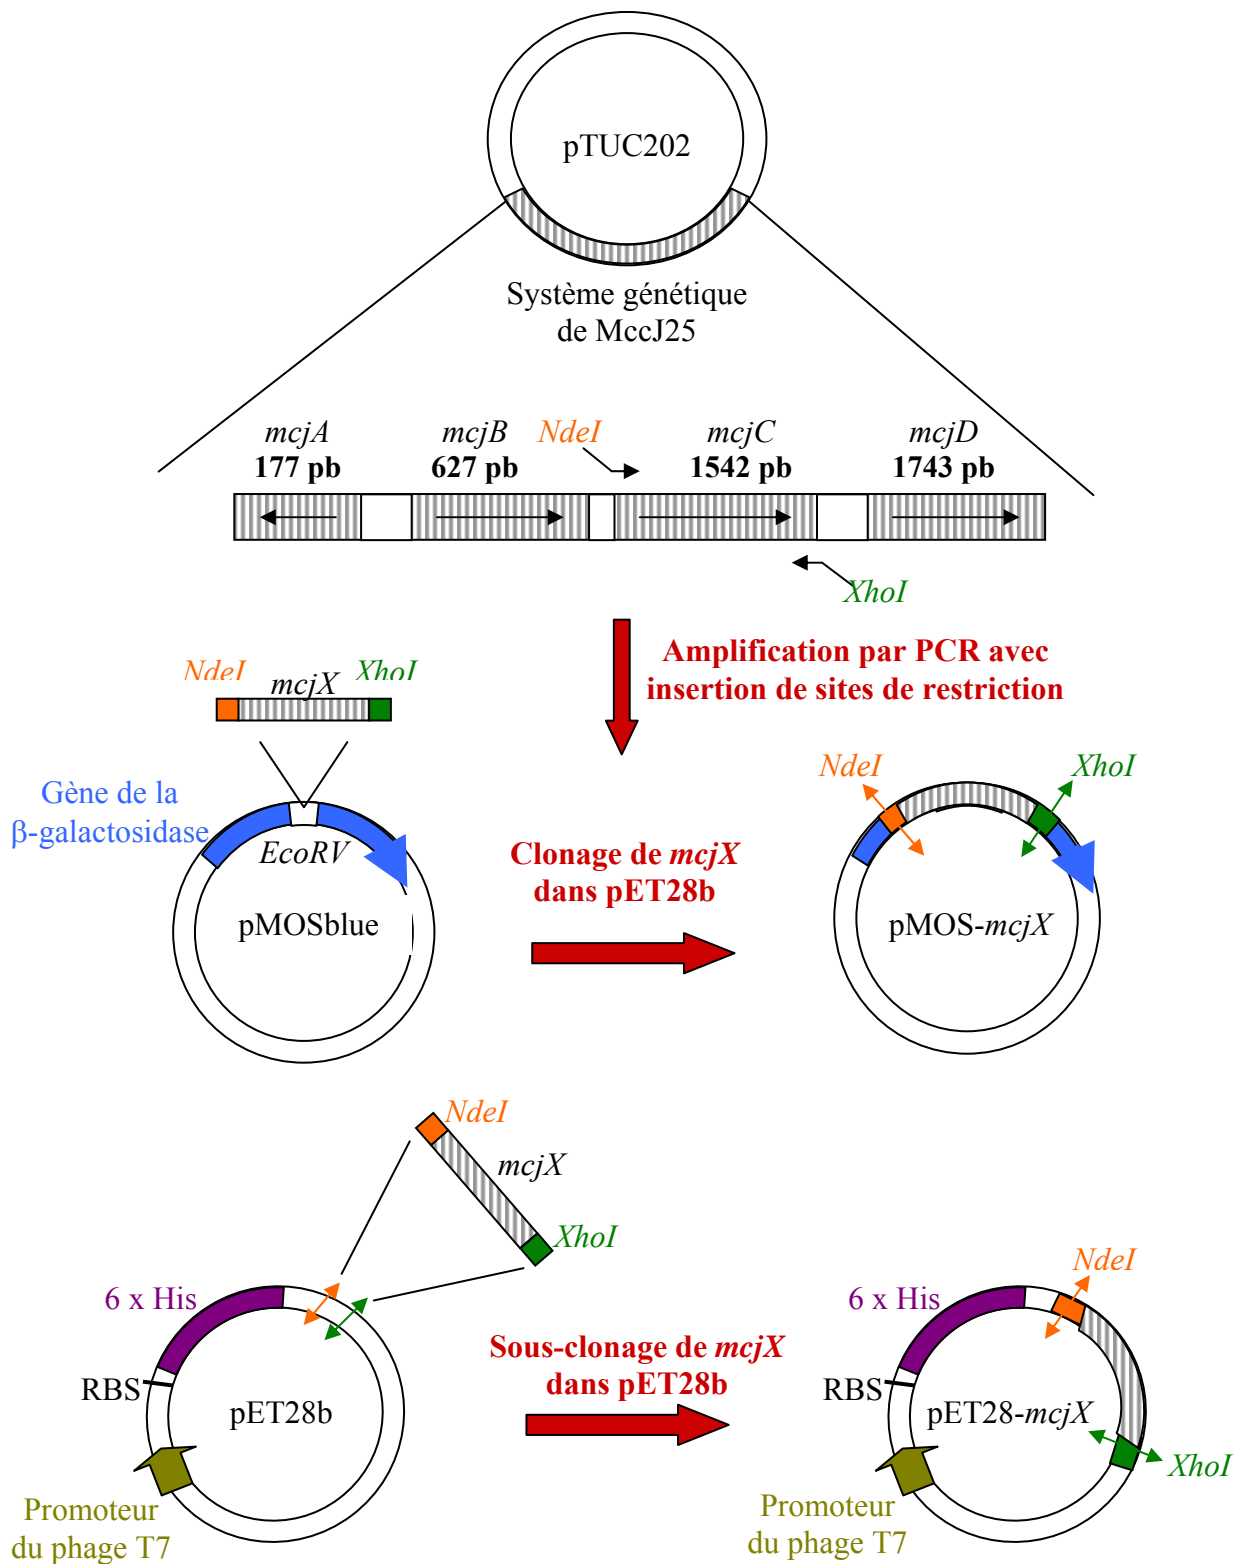 pTUC202
Système génétique
de MccJ25
mcjA
177 pb
mcjB
627 pb
NdeI
mcjC
1542 pb
mcjD
1743 pb
XhoI
Amplification par PCR avec
insertion de sites de restriction
NdeI
mcjX
XhoI
Gène de la
β-galactosidase
EcoRV
pMOSblue
Clonage de mcjX
dans pET28b
NdeI
XhoI
pMOS-mcjX
NdeI
mcjX
XhoI
6 x His
RBS
pET28b
Promoteur
du phage T7
Sous-clonage de mcjX
dans pET28b
6 x His
NdeI
RBS
pET28-mcjX
XhoI
Promoteur
du phage T7